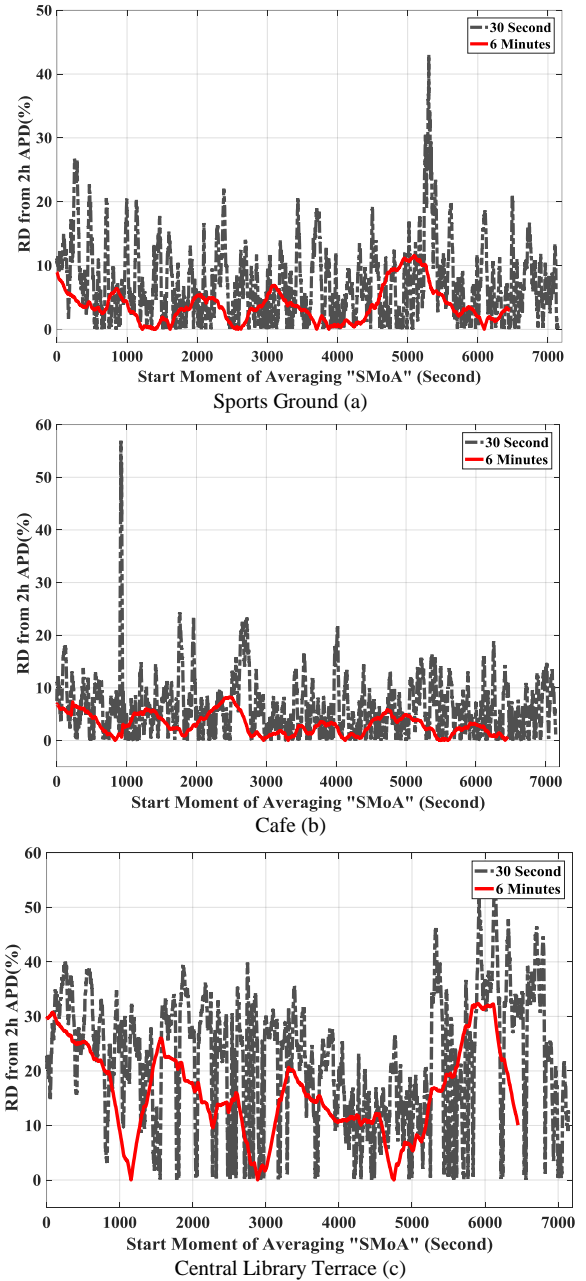 50
40
30
20
10
0
RD from 2h APD(%)
30 Second
6 Minutes
0 1000 2000 3000 4000 5000 6000 7000
Start Moment of Averaging "SMoA" (Second)
Sports Ground (a)
60
50
40
30
20
10
0
RD from 2h APD(%)
30 Second
6 Minutes
0 1000 2000 3000 4000 5000 6000 7000
Start Moment of Averaging "SMoA" (Second)
Cafe (b)
60
50
40
30
20
10
0
RD from 2h APD(%)
30 Second
6 Minutes
0 1000 2000 3000 4000 5000 6000 7000
Start Moment of Averaging "SMoA" (Second)
Central Library Terrace (c)